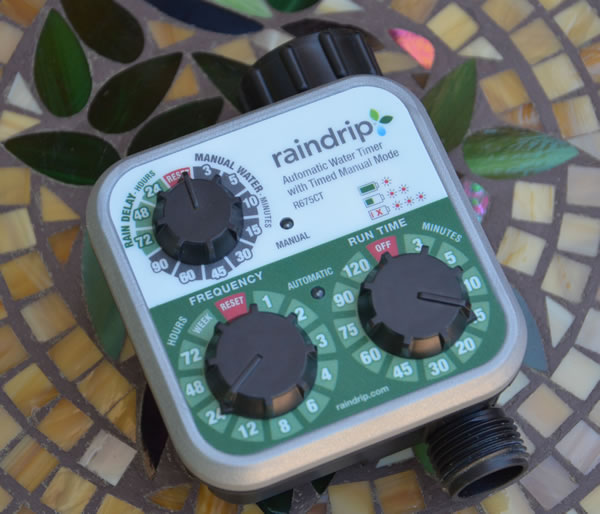 raindrip
Automatic Water Timer
with Timed Manual Mode
R675CT
RAIN DELAY HOURS
MANUAL WATER MINUTES
RESET
3
5
10
15
30
45
60
90
72
48
24
MANUAL
FREQUENCY
HOURS
RESET
1
2
3
4
6
8
12
24
48
72
WEEK
AUTOMATIC
RUN TIME
MINUTES
OFF
3
5
10
15
20
30
45
60
75
90
120
raindrip.com